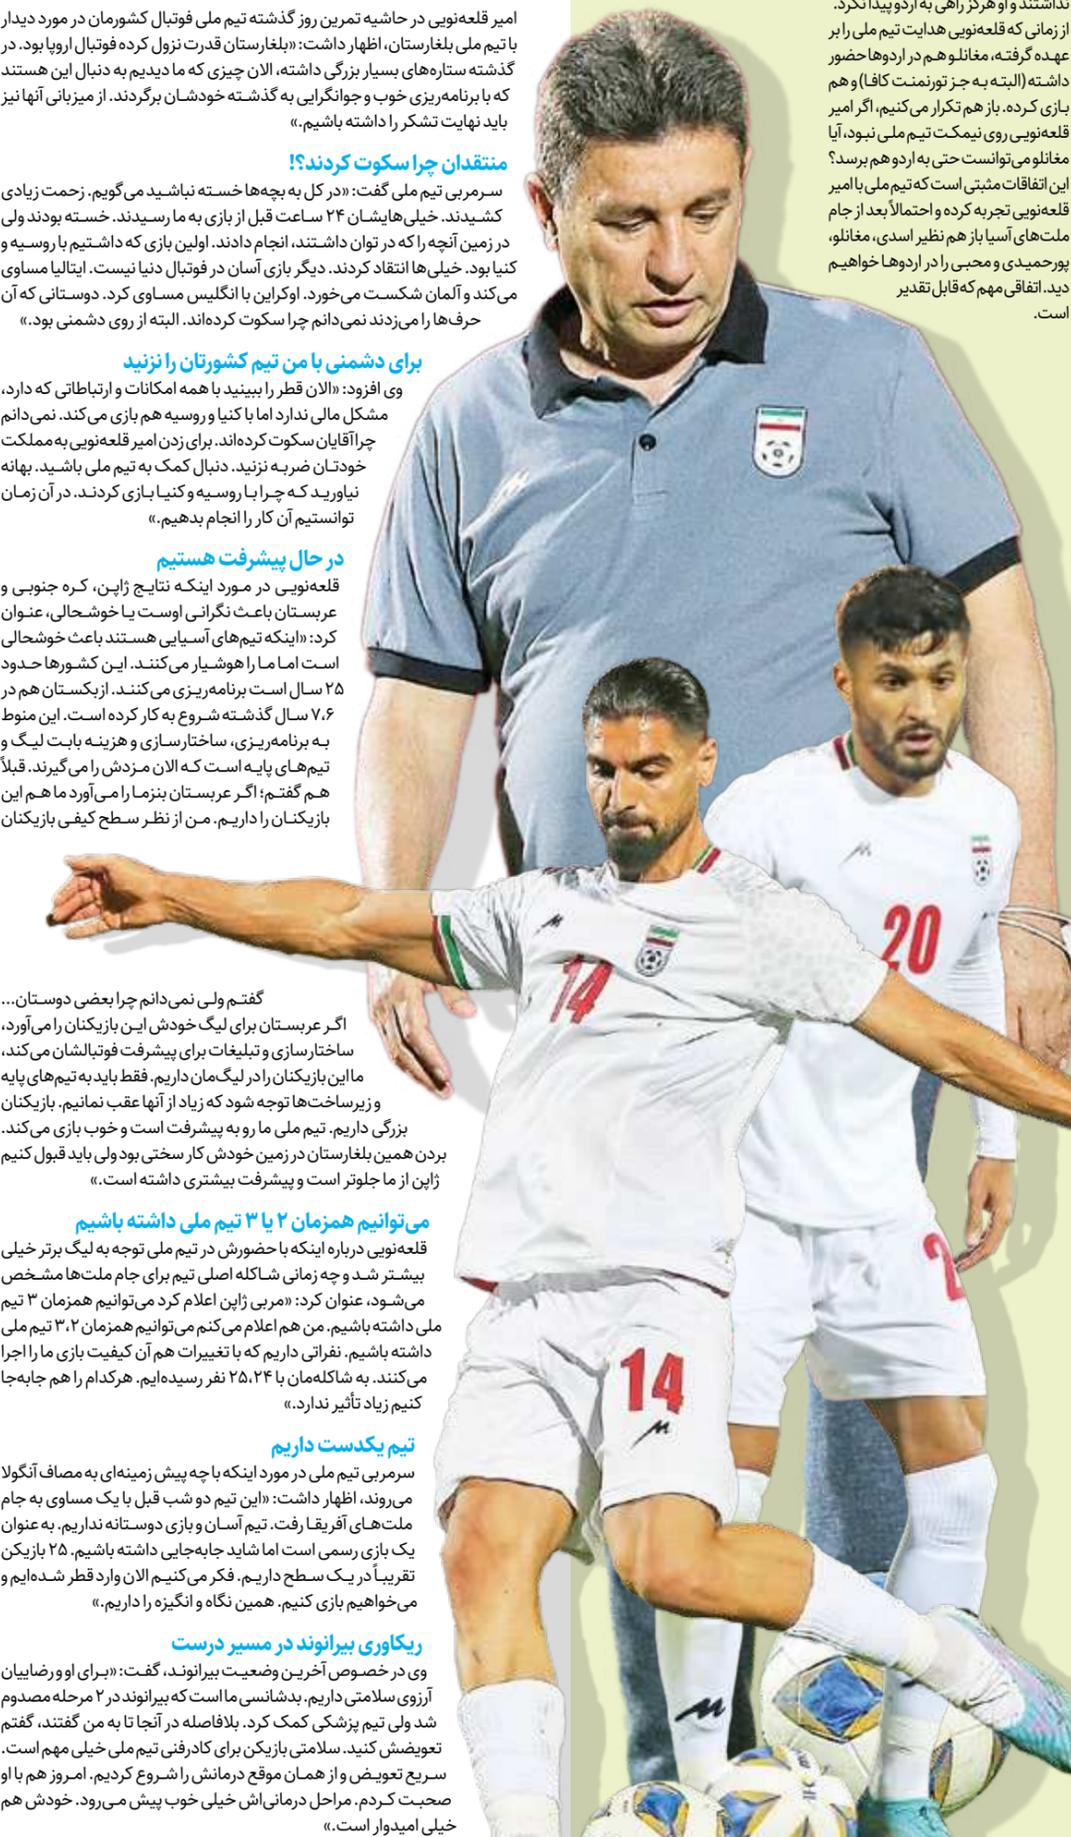 نداشتند و او هرگز راهی به اردو پیدا نکرد.
از زمانی که قلعه‌نویی هدایت تیم ملی را بر
عهده گرفته، مغانلو هم در اردوها حضور
داشته (البته به جز تورنمنت کافا) و هم
بازی کرده. باز هم تکرار می‌کنیم، اگر امیر
قلعه‌نویی روی نیمکت تیم ملی نبود، آیا
مغانلو می‌توانست حتی به اردو هم برسد؟
این اتفاقات مثبتی است که تیم ملی با امیر
قلعه‌نویی تجربه کرده و احتمالاً بعد از جام
ملت‌های آسیا باز هم نظیر اسدی، مغانلو،
پورحمیدی و محبی را در اردوها خواهیم
دید. اتفاقی مهم که قابل تقدیر
است.
امیر قلعه‌نویی در حاشیه تمرین روز گذشته تیم ملی فوتبال کشورمان در مورد دیدار
با تیم ملی بلغارستان، اظهار داشت: «بلغارستان قدرت نزول کرده فوتبال اروپا بود. در
گذشته ستاره‌های بسیار بزرگی داشته، الان چیزی که ما دیدیم به دنبال این هستند
که با برنامه‌ریزی خوب و جوانگرایی به گذشته خودشان برگردند. از میزبانی آنها نیز
باید نهایت تشکر را داشته باشیم.»
منتقدان چرا سکوت کردند؟!
سرمربی تیم ملی گفت: «در کل به بچه‌ها خسته نباشید می‌گویم. زحمت زیادی
کشیدند. خیلی‌هایشان ۲۴ ساعت قبل از بازی به ما رسیدند. خسته بودند ولی
در زمین آنچه را که در توان داشتند، انجام دادند. اولین بازی که داشتیم با روسیه و
کنیا بود. خیلی‌ها انتقاد کردند. دیگر بازی آسان در فوتبال دنیا نیست. ایتالیا مساوی
می‌کند و آلمان شکست می‌خورد. اوکراین با انگلیس مساوی کرد. دوستانی که آن
حرف‌ها را می‌زدند نمی‌دانم چرا سکوت کرده‌اند. البته از روی دشمنی بود.»
برای دشمنی با من تیم کشورتان را نزنید
وی افزود: «الان قطر را ببینید با همه امکانات و ارتباطاتی که دارد،
مشکل مالی ندارد اما با کنیا و روسیه هم بازی می‌کند. نمی‌دانم
چرا آقایان سکوت کرده‌اند. برای زدن امیر قلعه‌نویی به مملکت
خودتان ضربه نزنید. دنبال کمک به تیم ملی باشید. بهانه
نیاورید که چرا با روسیه و کنیا بازی کردند. در آن زمان
توانستیم آن کار را انجام بدهیم.»
در حال پیشرفت هستیم
قلعه‌نویی در مورد اینکه نتایج ژاپن، کره جنوبی و
عربستان باعث نگرانی اوست یا خوشحالی، عنوان
کرد: «اینکه تیم‌های آسیایی هستند باعث خوشحالی
است اما ما را هوشیار می‌کنند. این کشورها حدود
۲۵ سال است برنامه‌ریزی می‌کنند. ازبکستان هم در
۷،۶ سال گذشته شروع به کار کرده است. این منوط
به برنامه‌ریزی، ساختارسازی و هزینه بابت لیگ و
تیم‌های پایه است که الان مزدش را می‌گیرند. قبلاً
هم گفتم؛ اگر عربستان بنزما را می‌آورد ما هم این
بازیکنان را داریم. من از نظر سطح کیفی بازیکنان
گفتم ولی نمی‌دانم چرا بعضی دوستان...
اگر عربستان برای لیگ خودش این بازیکنان را می‌آورد،
ساختارسازی و تبلیغات برای پیشرفت فوتبالشان می‌کند،
ما این بازیکنان را در لیگ‌مان داریم. فقط باید به تیم‌های پایه
و زیرساخت‌ها توجه شود که زیاد از آنها عقب نمانیم. بازیکنان
بزرگی داریم. تیم ملی ما رو به پیشرفت است و خوب بازی می‌کند.
بردن همین بلغارستان در زمین خودش کار سختی بود ولی باید قبول کنیم
ژاپن از ما جلوتر است و پیشرفت بیشتری داشته است.»
می‌توانیم همزمان ۲ یا ۳ تیم ملی داشته باشیم
قلعه‌نویی درباره اینکه با حضورش در تیم ملی توجه به لیگ برتر خیلی
بیشتر شد و چه زمانی شاکله اصلی تیم برای جام ملت‌ها مشخص
می‌شود، عنوان کرد: «مربی ژاپن اعلام کرد می‌توانیم همزمان ۳ تیم
ملی داشته باشیم. من هم اعلام می‌کنم می‌توانیم همزمان ۳،۲ تیم ملی
داشته باشیم. نفراتی داریم که با تغییرات هم آن کیفیت بازی ما را اجرا
می‌کنند. به شاکله‌مان با ۲۵،۲۴ نفر رسیده‌ایم. هرکدام را هم جابه‌جا
کنیم زیاد تأثیر ندارد.»
تیم یکدست داریم
سرمربی تیم ملی در مورد اینکه با چه پیش زمینه‌ای به مصاف آنگولا
می‌روند، اظهار داشت: «این تیم دو شب قبل با یک مساوی به جام
ملت‌های آفریقا رفت. تیم آسان و بازی دوستانه نداریم. به عنوان
یک بازی رسمی است اما شاید جابه‌جایی داشته باشیم. ۲۵ بازیکن
تقریباً در یک سطح داریم. فکر می‌کنیم الان وارد قطر شده‌ایم و
می‌خواهیم بازی کنیم. همین نگاه و انگیزه را داریم.»
ریکاوری بیرانوند در مسیر درست
وی در خصوص آخرین وضعیت بیرانوند، گفت: «برای او و رضاییان
آرزوی سلامتی داریم. بدشانسی ما است که بیرانوند در ۲ مرحله مصدوم
شد ولی تیم پزشکی کمک کرد. بلافاصله در آنجا تا به من گفتند، گفتم
تعویضش کنید. سلامتی بازیکن برای کادرفنی تیم ملی خیلی مهم است.
سریع تعویض و از همان موقع درمانش را شروع کردیم. امروز هم با او
صحبت کردم. مراحل درمانی‌اش خیلی خوب پیش می‌رود. خودش هم
خیلی امیدوار است.»
20
14
2
14